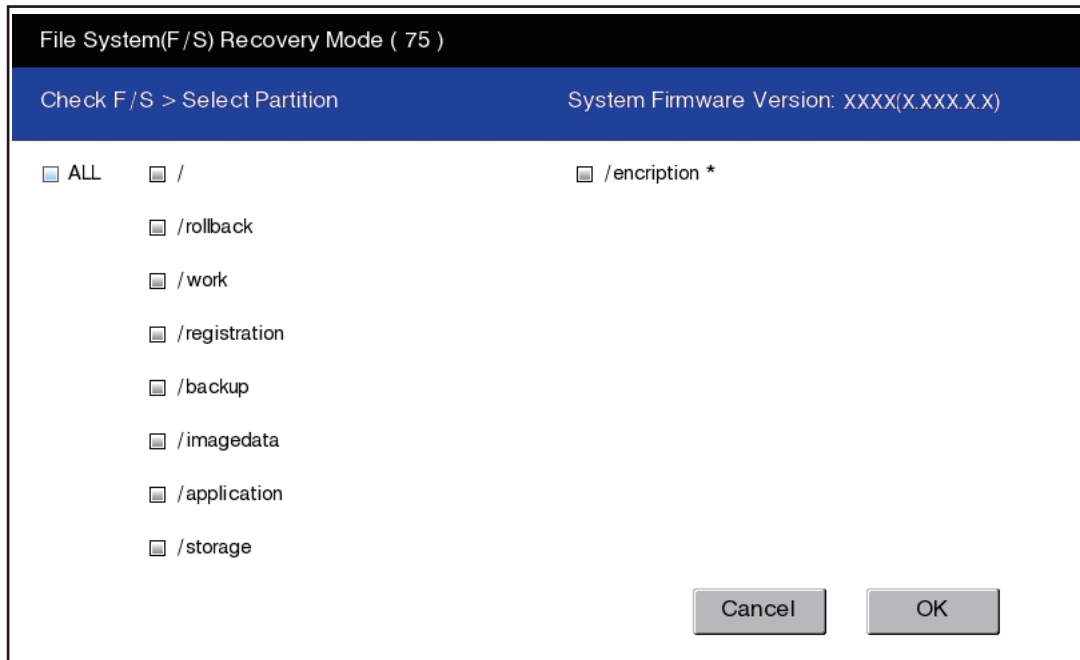 File System(F/S) Recovery Mode ( 75 )
Check F/S > Select Partition System Firmware Version: XXXX(X.XXX.X.X)
ALL / /encription *
/rollback
/work
/registration
/backup
/imagedata
/application
/storage
Cancel OK